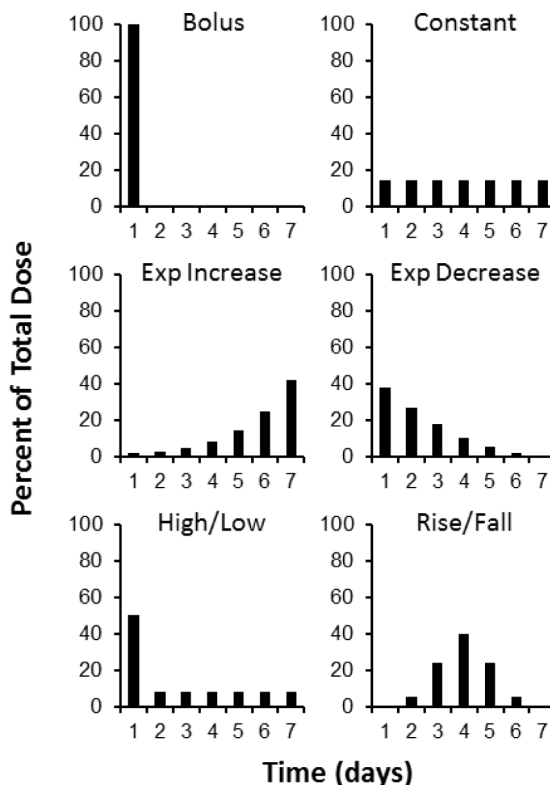 Percent of Total Dose
Bolus
100
80
60
40
20
0
1 2 3 4 5 6 7
Constant
100
80
60
40
20
0
1 2 3 4 5 6 7
Exp Increase
100
80
60
40
20
0
1 2 3 4 5 6 7
Exp Decrease
100
80
60
40
20
0
1 2 3 4 5 6 7
High/Low
100
80
60
40
20
0
1 2 3 4 5 6 7
Rise/Fall
100
80
60
40
20
0
1 2 3 4 5 6 7
Time (days)